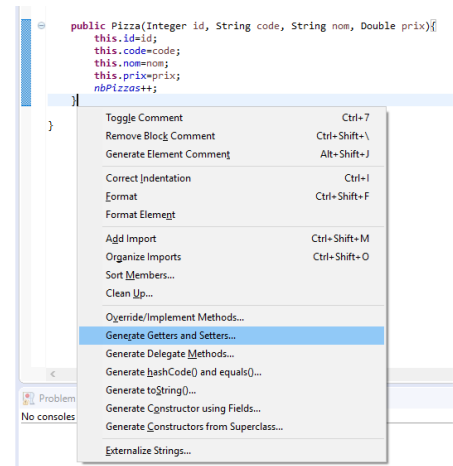 public Pizza(Integer id, String code, String nom, Double prix){
this.id=id;
this.code=code;
this.nom=nom;
this.prix=prix;
nbPizzas++;
}
}
Toggle Comment Ctrl+7
Remove Block Comment Ctrl+Shift+\
Generate Element Comment Alt+Shift+J
Correct Indentation Ctrl+I
Format Ctrl+Shift+F
Format Element
Add Import Ctrl+Shift+M
Organize Imports Ctrl+Shift+O
Sort Members...
Clean Up...
Override/Implement Methods...
Generate Getters and Setters...
Generate Delegate Methods...
Generate hashCode() and equals()...
Generate toString()...
Generate Constructor using Fields...
Generate Constructors from Superclass...
Externalize Strings...
Problem
No consoles